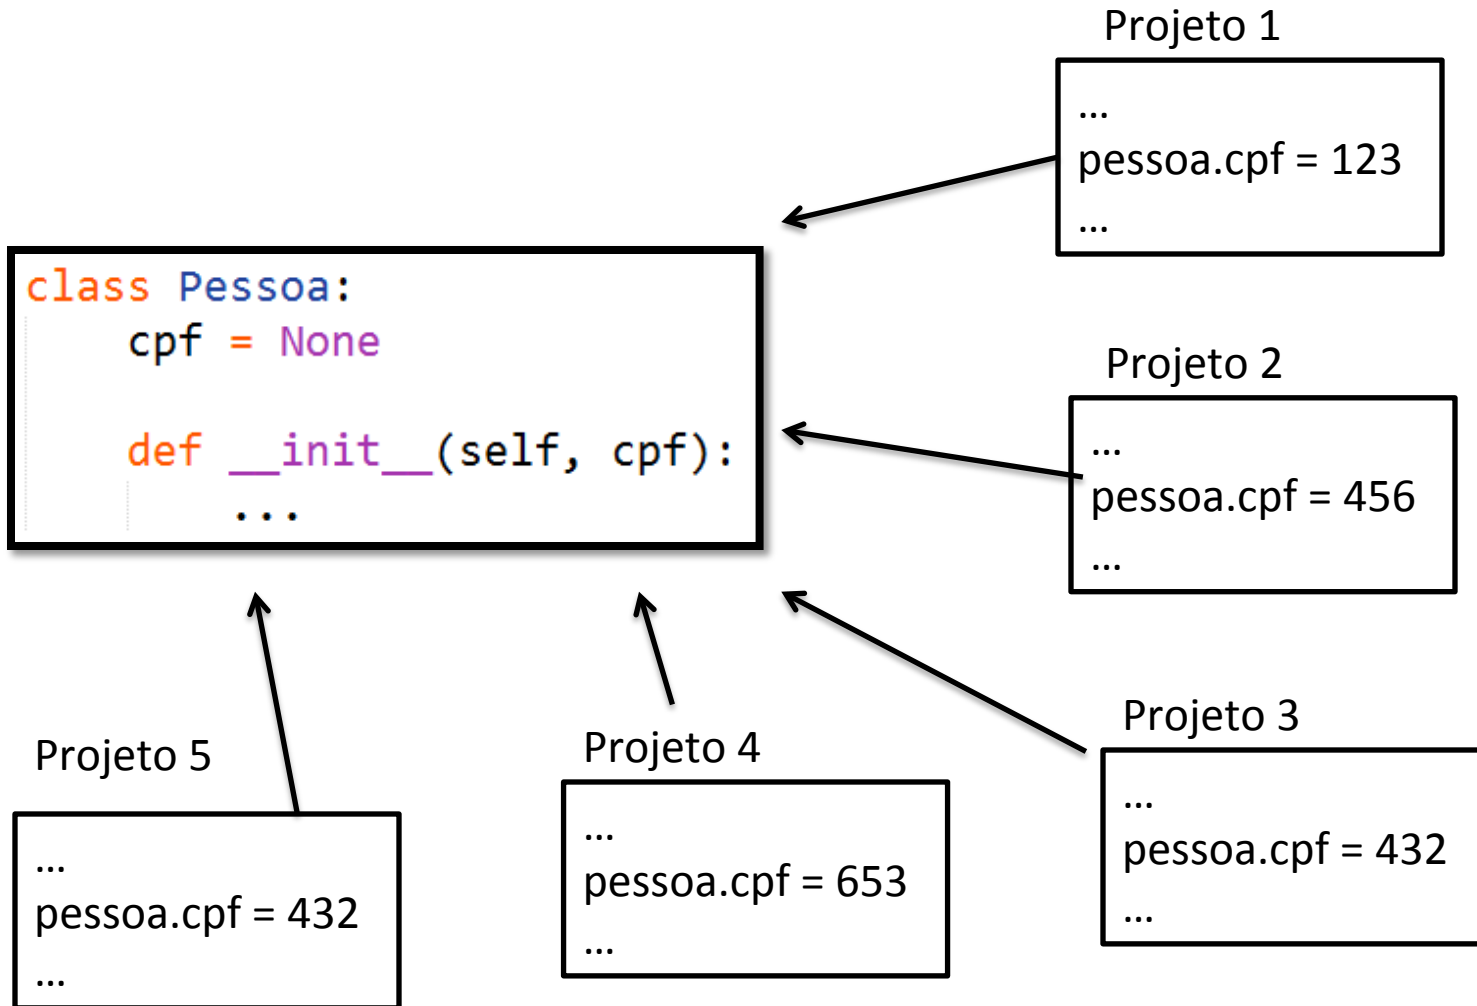 Projeto 1
...
pessoa.cpf = 123
...
class Pessoa:
cpf = None
def __init__(self, cpf):
...
Projeto 2
...
pessoa.cpf = 456
...
Projeto 3
...
pessoa.cpf = 432
...
Projeto 4
...
pessoa.cpf = 653
...
Projeto 5
...
pessoa.cpf = 432
...